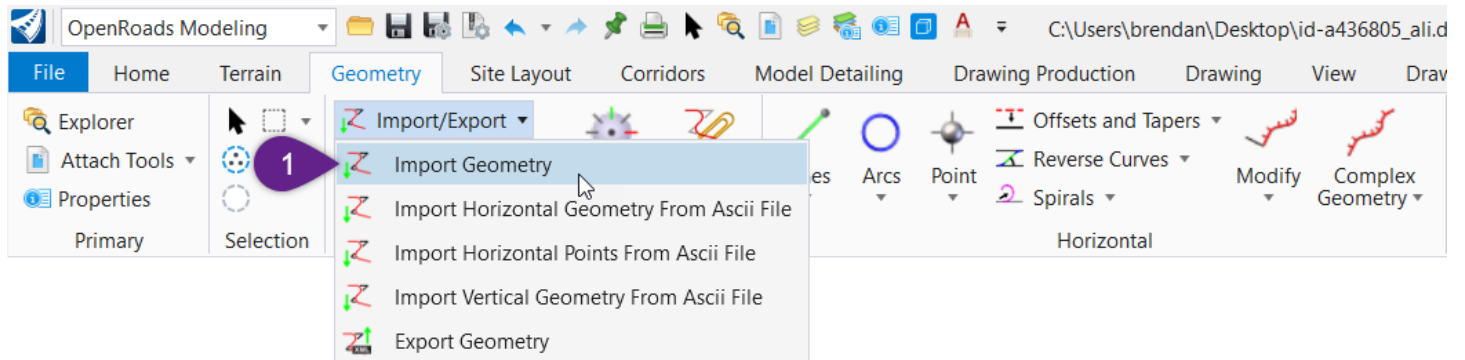 OpenRoads Modeling
C:\Users\brendan\Desktop\id-a436805_ali.d
File Home Terrain Geometry Site Layout Corridors Model Detailing Drawing Production Drawing View Draw
Explorer
Attach Tools
Properties
Primary
Selection
Import/Export
1
Import Geometry
Import Horizontal Geometry From Ascii File
Import Horizontal Points From Ascii File
Import Vertical Geometry From Ascii File
Export Geometry
es
Arcs
Point
Offsets and Tapers
Reverse Curves
Spirals
Modify
Complex
Geometry
Horizontal